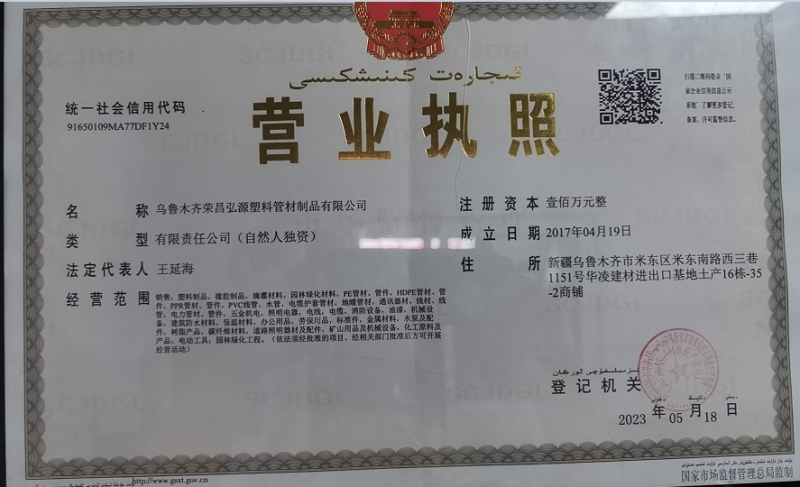 قىجارەت كىنىشكىسى
营业执照
统一社会信用代码
91650109MA77DF1Y24
扫描二维码登录‘国
家企业信用信息公示
系统’了解更多登记、
备案、许可监管信息。
名称 乌鲁木齐荣昌弘源塑料管材制品有限公司
类型 有限责任公司（自然人独资）
法定代表人 王延海
经营范围 销售：塑料制品，橡胶制品，滴灌材料，园林绿化材料，PE管材、管件，HDPE管材、管
件，PPR管材、管件，PVC线管、水管，电缆护套管材，地暖管材，通讯器材，线材，线
管，电力管材，管件，五金机电，照明电器，电线，电缆，消防设备，油漆，机械设
备，建筑防水材料，保温材料，办公用品，劳保用品，标准件，金属材料，水泵及配
件，树脂产品，碳纤维材料，道路照明器材及配件，矿山用品及机械设备，化工原料及
产品，电动工具；园林绿化工程。（依法须经批准的项目，经相关部门批准后方可开展
经营活动）
注册资本 壹佰万元整
成立日期 2017年04月19日
住所 新疆乌鲁木齐市米东区米东南路西三巷
1151号华凌建材进出口基地土产16栋-35
-2商铺
登记机关
2023年05月18日
http://www.gsxt.gov.cn
国家市场监督管理总局监制
SCJDGL